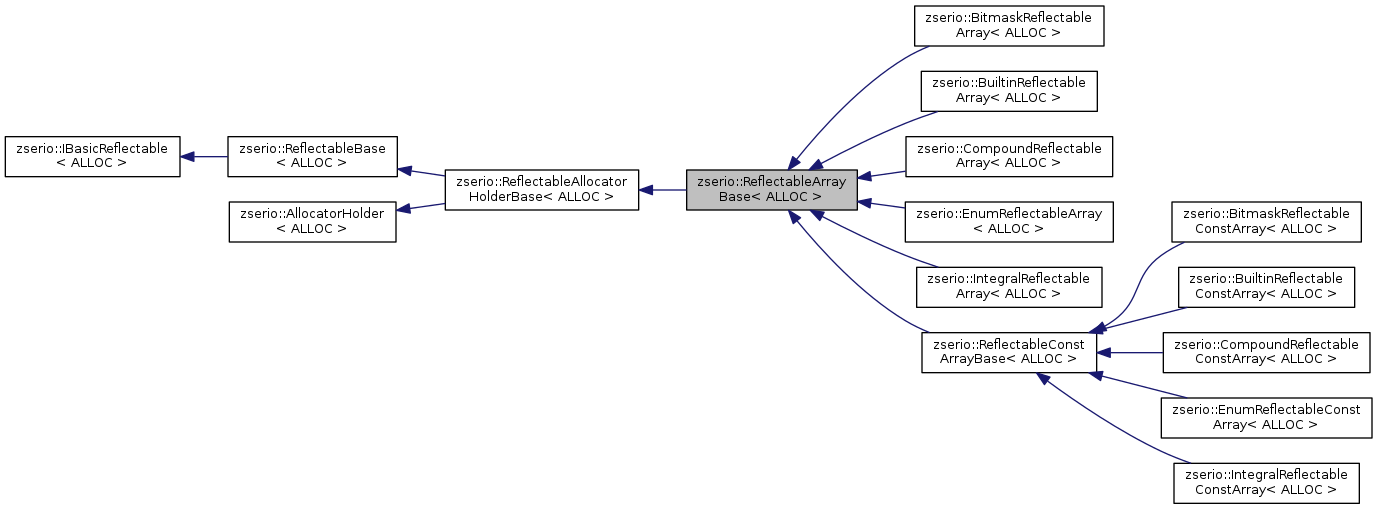 zserio::IBasicReflectable
< ALLOC >
zserio::ReflectableBase
< ALLOC >
zserio::AllocatorHolder
< ALLOC >
zserio::ReflectableAllocator
HolderBase< ALLOC >
zserio::ReflectableArray
Base< ALLOC >
zserio::BitmaskReflectable
Array< ALLOC >
zserio::BuiltinReflectable
Array< ALLOC >
zserio::CompoundReflectable
Array< ALLOC >
zserio::EnumReflectableArray
< ALLOC >
zserio::IntegralReflectable
Array< ALLOC >
zserio::ReflectableConst
ArrayBase< ALLOC >
zserio::BitmaskReflectable
ConstArray< ALLOC >
zserio::BuiltinReflectable
ConstArray< ALLOC >
zserio::CompoundReflectable
ConstArray< ALLOC >
zserio::EnumReflectableConst
Array< ALLOC >
zserio::IntegralReflectable
ConstArray< ALLOC >